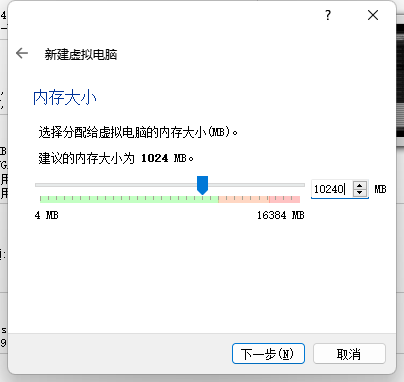 ?
新建虚拟电脑
内存大小
选择分配给虚拟电脑的内存大小(MB)。
建议的内存大小为 1024 MB。
10240 MB
4 MB 16384 MB
下一步(N) 取消